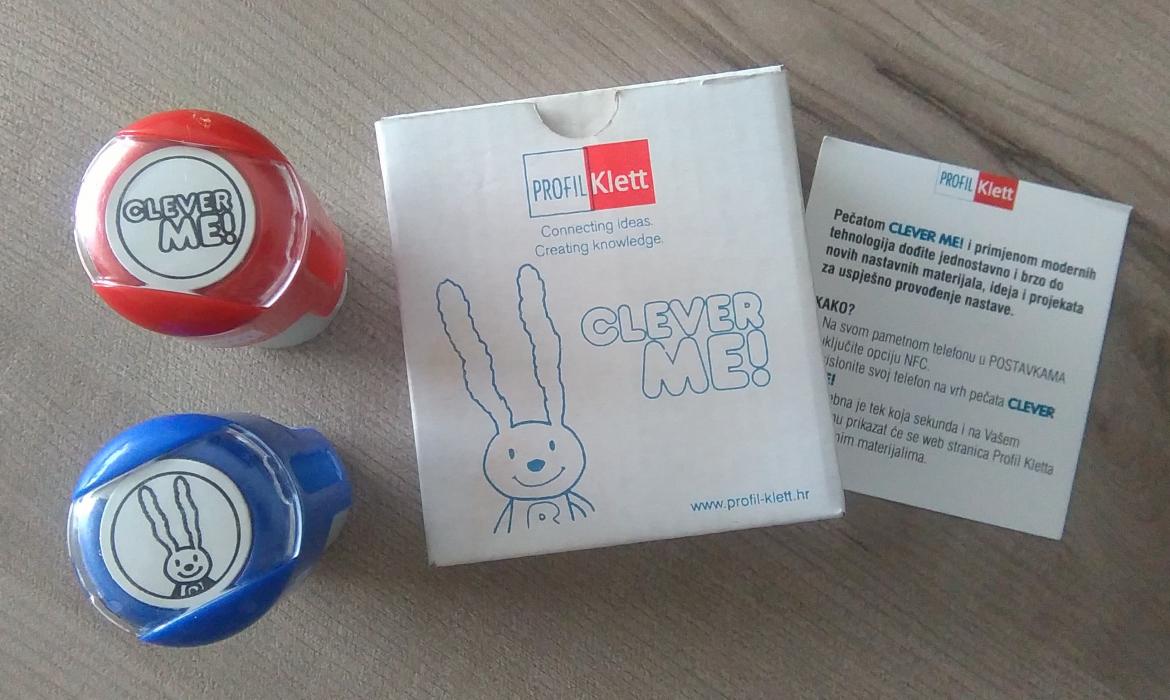 CLEVER
ME!
PROFIL Klett
Connecting ideas.
Creating knowledge.
CLEVER
ME!
www.profil-klett.hr
PROFIL Klett
Pečatom CLEVER ME! i primjenom modernih
tehnologija dođite jednostavno i brzo do
novih nastavnih materijala, ideja i projekata
za uspješno provođenje nastave.
KAKO?
Na svom pametnom telefonu u POSTAVKAMA
opciju NFC.
svoj telefon na vrh pečata CLEVER
je tek koja sekunda i na Vašem
prikazat će se web stranica Profil Kletta
materijalima.